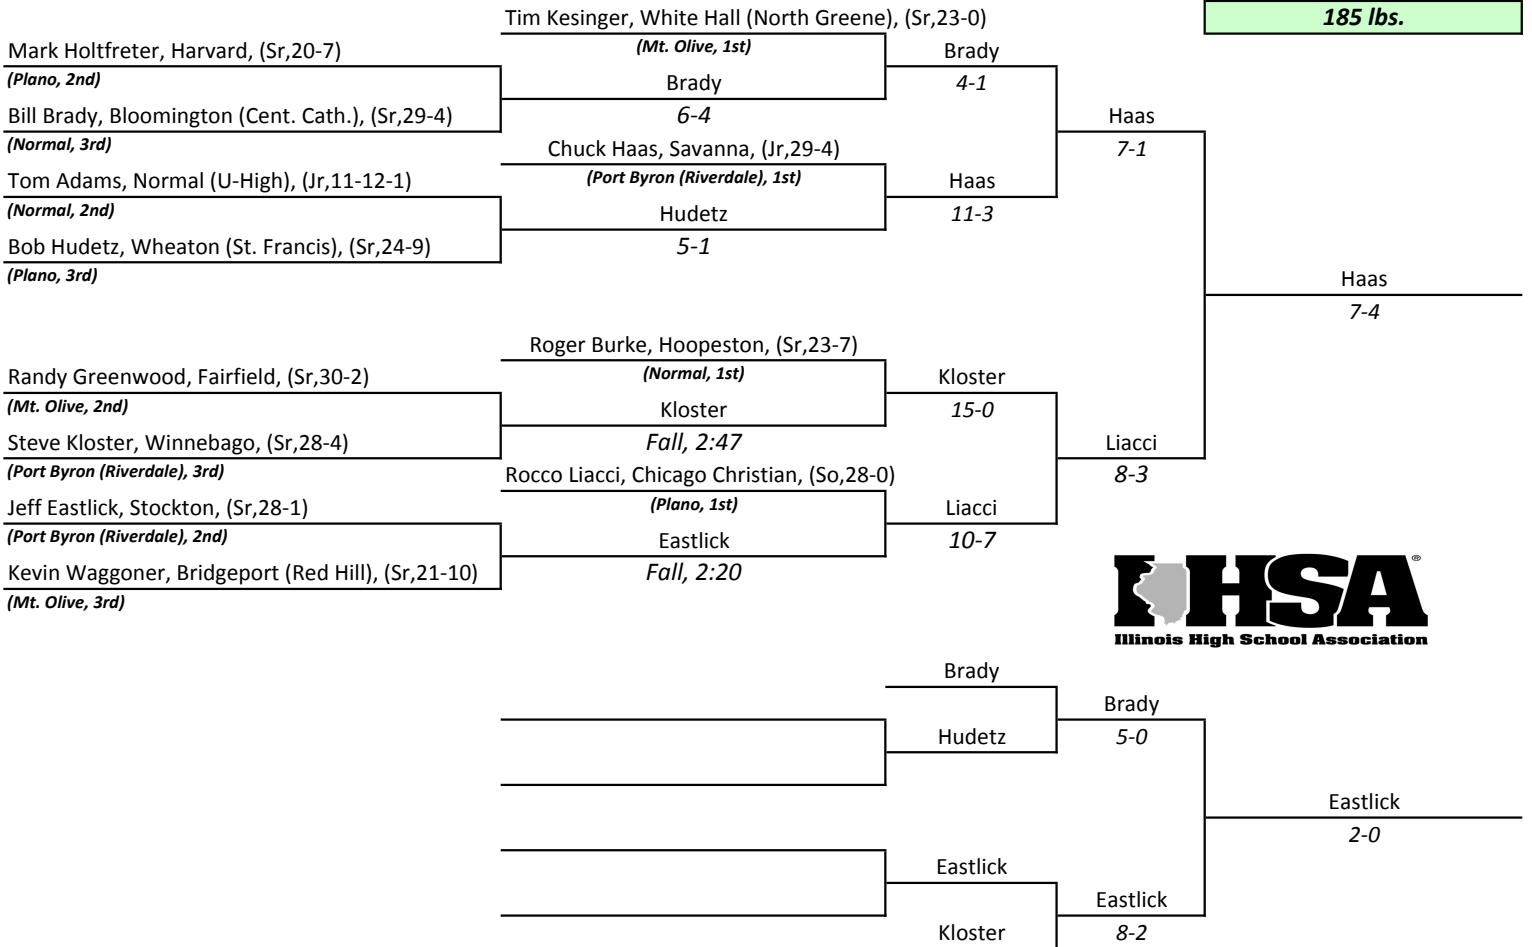 Tim Kesinger, White Hall (North Greene), (Sr,23-0)
185 lbs.
Mark Holtfreter, Harvard, (Sr,20-7)
(Mt. Olive, 1st)
Brady
(Plano, 2nd)
Brady
4-1
Bill Brady, Bloomington (Cent. Cath.), (Sr,29-4)
6-4
Haas
(Normal, 3rd)
Chuck Haas, Savanna, (Jr,29-4)
7-1
Tom Adams, Normal (U-High), (Jr,11-12-1)
(Port Byron (Riverdale), 1st)
Haas
(Normal, 2nd)
Hudetz
11-3
Bob Hudetz, Wheaton (St. Francis), (Sr,24-9)
5-1
(Plano, 3rd)
Haas
7-4
Roger Burke, Hoopeston, (Sr,23-7)
Randy Greenwood, Fairfield, (Sr,30-2)
(Normal, 1st)
Kloster
(Mt. Olive, 2nd)
Kloster
15-0
Steve Kloster, Winnebago, (Sr,28-4)
Fall, 2:47
Liacci
(Port Byron (Riverdale), 3rd)
Rocco Liacci, Chicago Christian, (So,28-0)
8-3
Jeff Eastlick, Stockton, (Sr,28-1)
(Plano, 1st)
Liacci
(Port Byron (Riverdale), 2nd)
Eastlick
10-7
Kevin Waggoner, Bridgeport (Red Hill), (Sr,21-10)
Fall, 2:20
(Mt. Olive, 3rd)
IHSA®
Illinois High School Association
Brady
Brady
Hudetz
5-0
Eastlick
2-0
Eastlick
Eastlick
Kloster
8-2